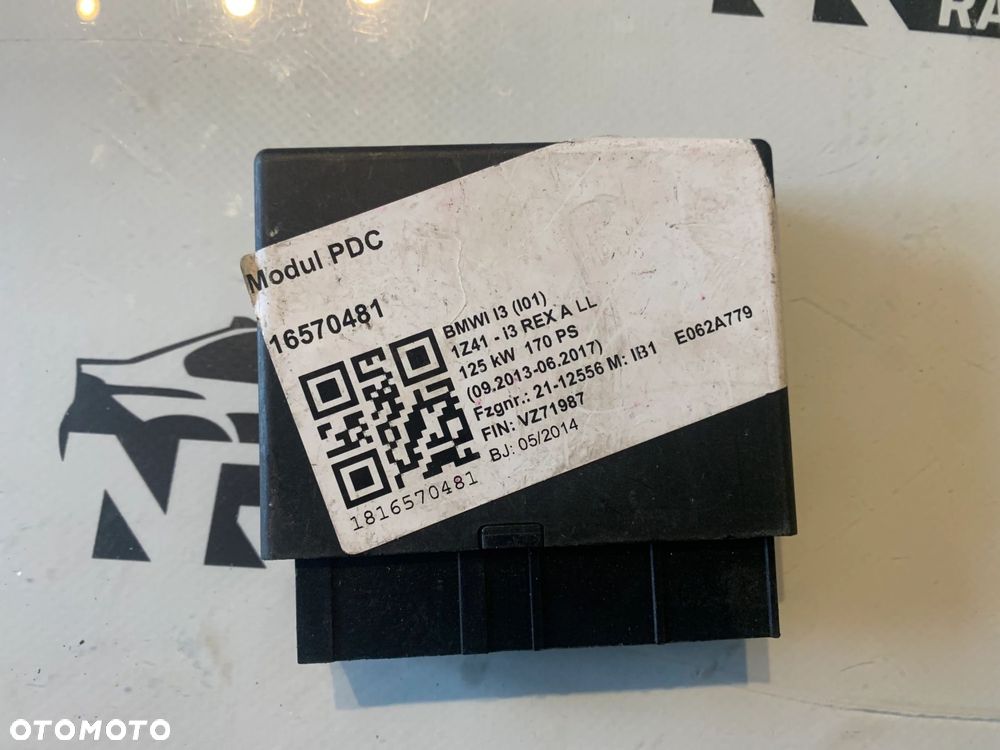 RA
Modul PDC
16570481
BMWI I3 (I01)
1Z41 - I3 REX A LL
125 kW 170 PS
(09.2013-06.2017)
Fzgnr.: 21-12556 M: IB1 E062A779
FIN: VZ71987
BJ: 05/2014
1816570481
OTOMOTO